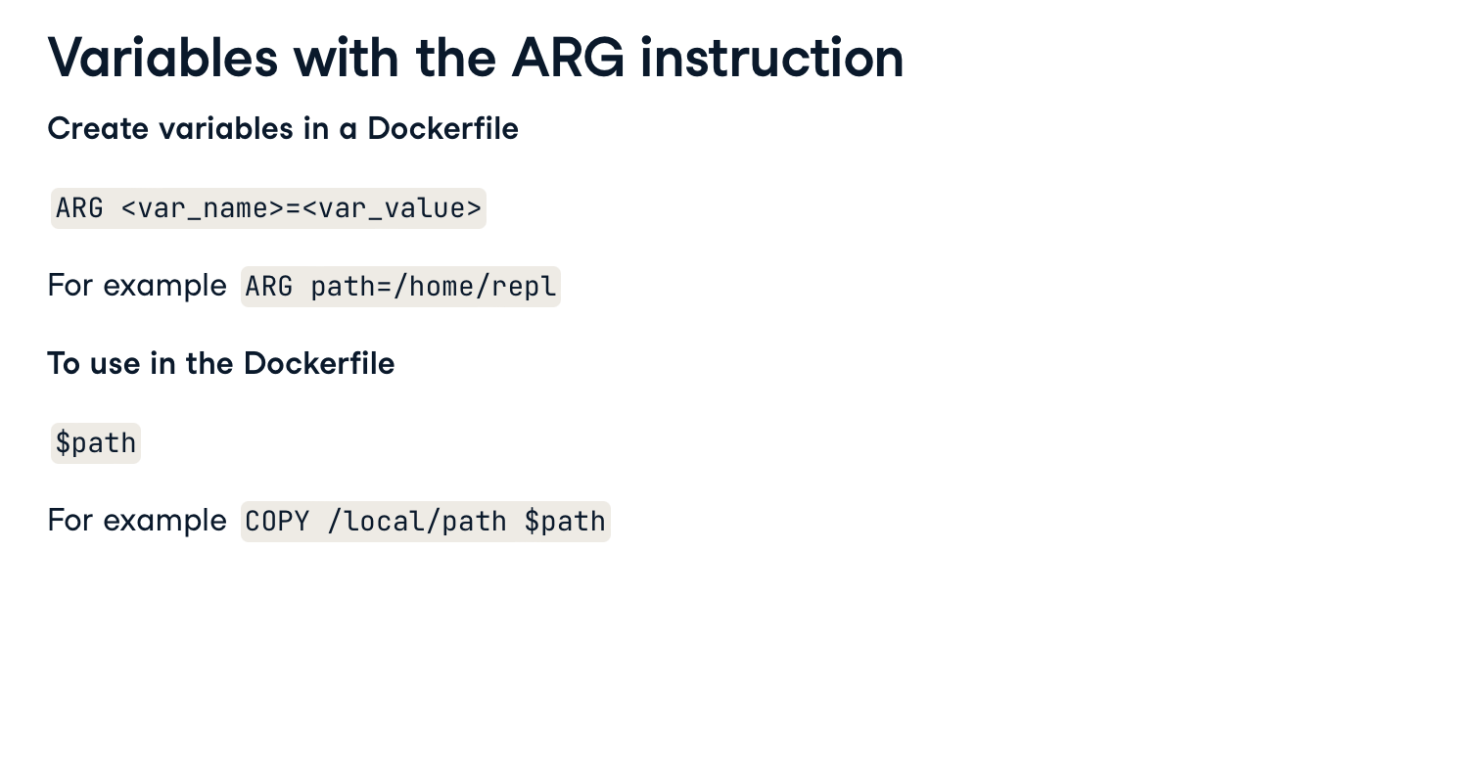 Variables with the ARG instruction
Create variables in a Dockerfile
ARG <var_name>=<var_value>
For example ARG path=/home/repl
To use in the Dockerfile
$path
For example COPY /local/path $path